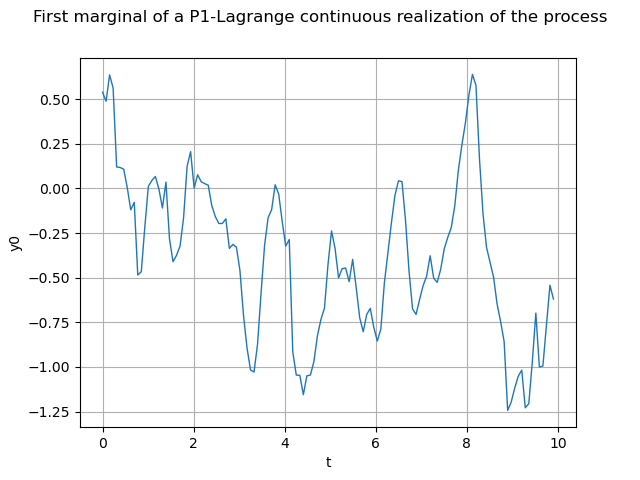 First marginal of a P1-Lagrange continuous realization of the process
0.50
0.25
0.00
−0.25
−0.50
−0.75
−1.00
−1.25
y0
0 2 4 6 8 10
t